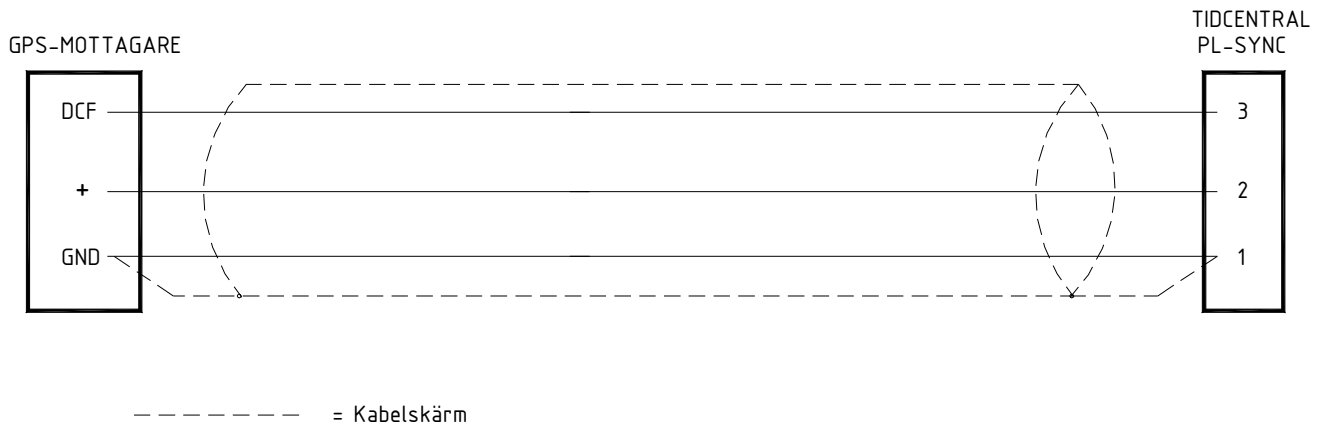 TIDCENTRAL
GPS-MOTTAGARE
PL-SYNC
DCF
3
+
2
GND
1
= Kabelskärm